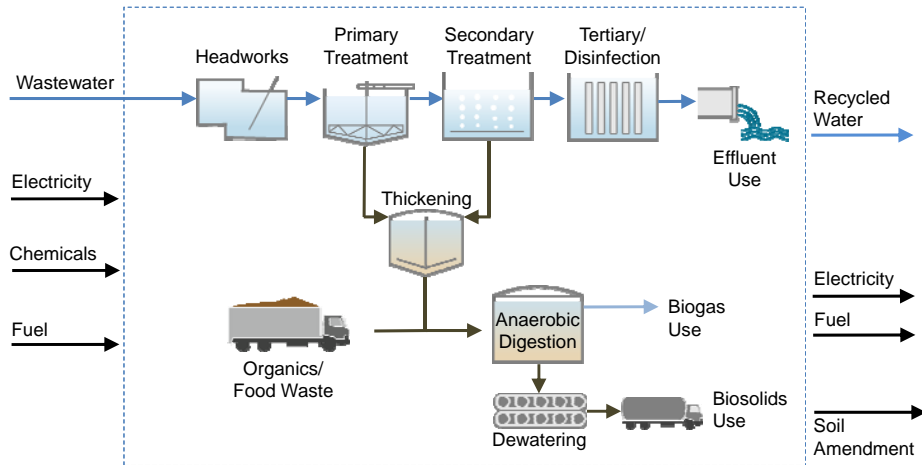 Primary
Treatment
Secondary
Treatment
Tertiary/
Disinfection
Headworks
Wastewater
Recycled
Water
Effluent
Use
Electricity
Thickening
Chemicals
Electricity
Biogas
Use
Fuel
Fuel
Anaerobic
Digestion
Organics/
Food Waste
Biosolids
Use
Dewatering
Soil
Amendment